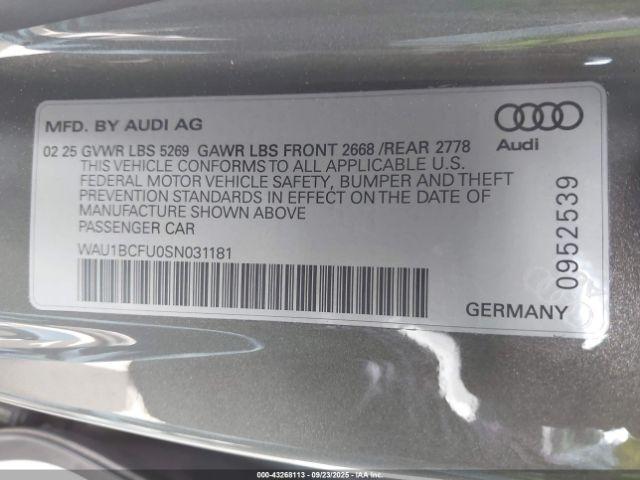 MFD. BY AUDI AG
02 25 GVWR LBS 5269 GAWR LBS FRONT 2668 /REAR 2778
THIS VEHICLE CONFORMS TO ALL APPLICABLE U.S.
FEDERAL MOTOR VEHICLE SAFETY, BUMPER AND THEFT
PREVENTION STANDARDS IN EFFECT ON THE DATE OF
MANUFACTURE SHOWN ABOVE
PASSENGER CAR
WAU1BCFU0SN031181
Audi
0952539
GERMANY
000-43268113 - 09/23/2025 - IAAI.COM